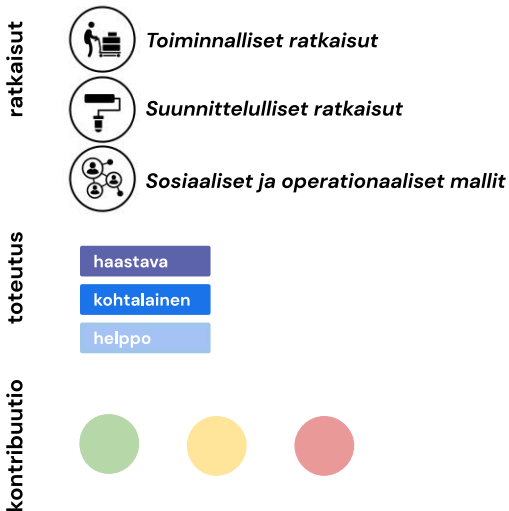 ratkaisut
Toiminnalliset ratkaisut
Suunnittelulliset ratkaisut
Sosiaaliset ja operationaaliset mallit
toteutus
haastava
kohtalainen
helppo
kontribuutio